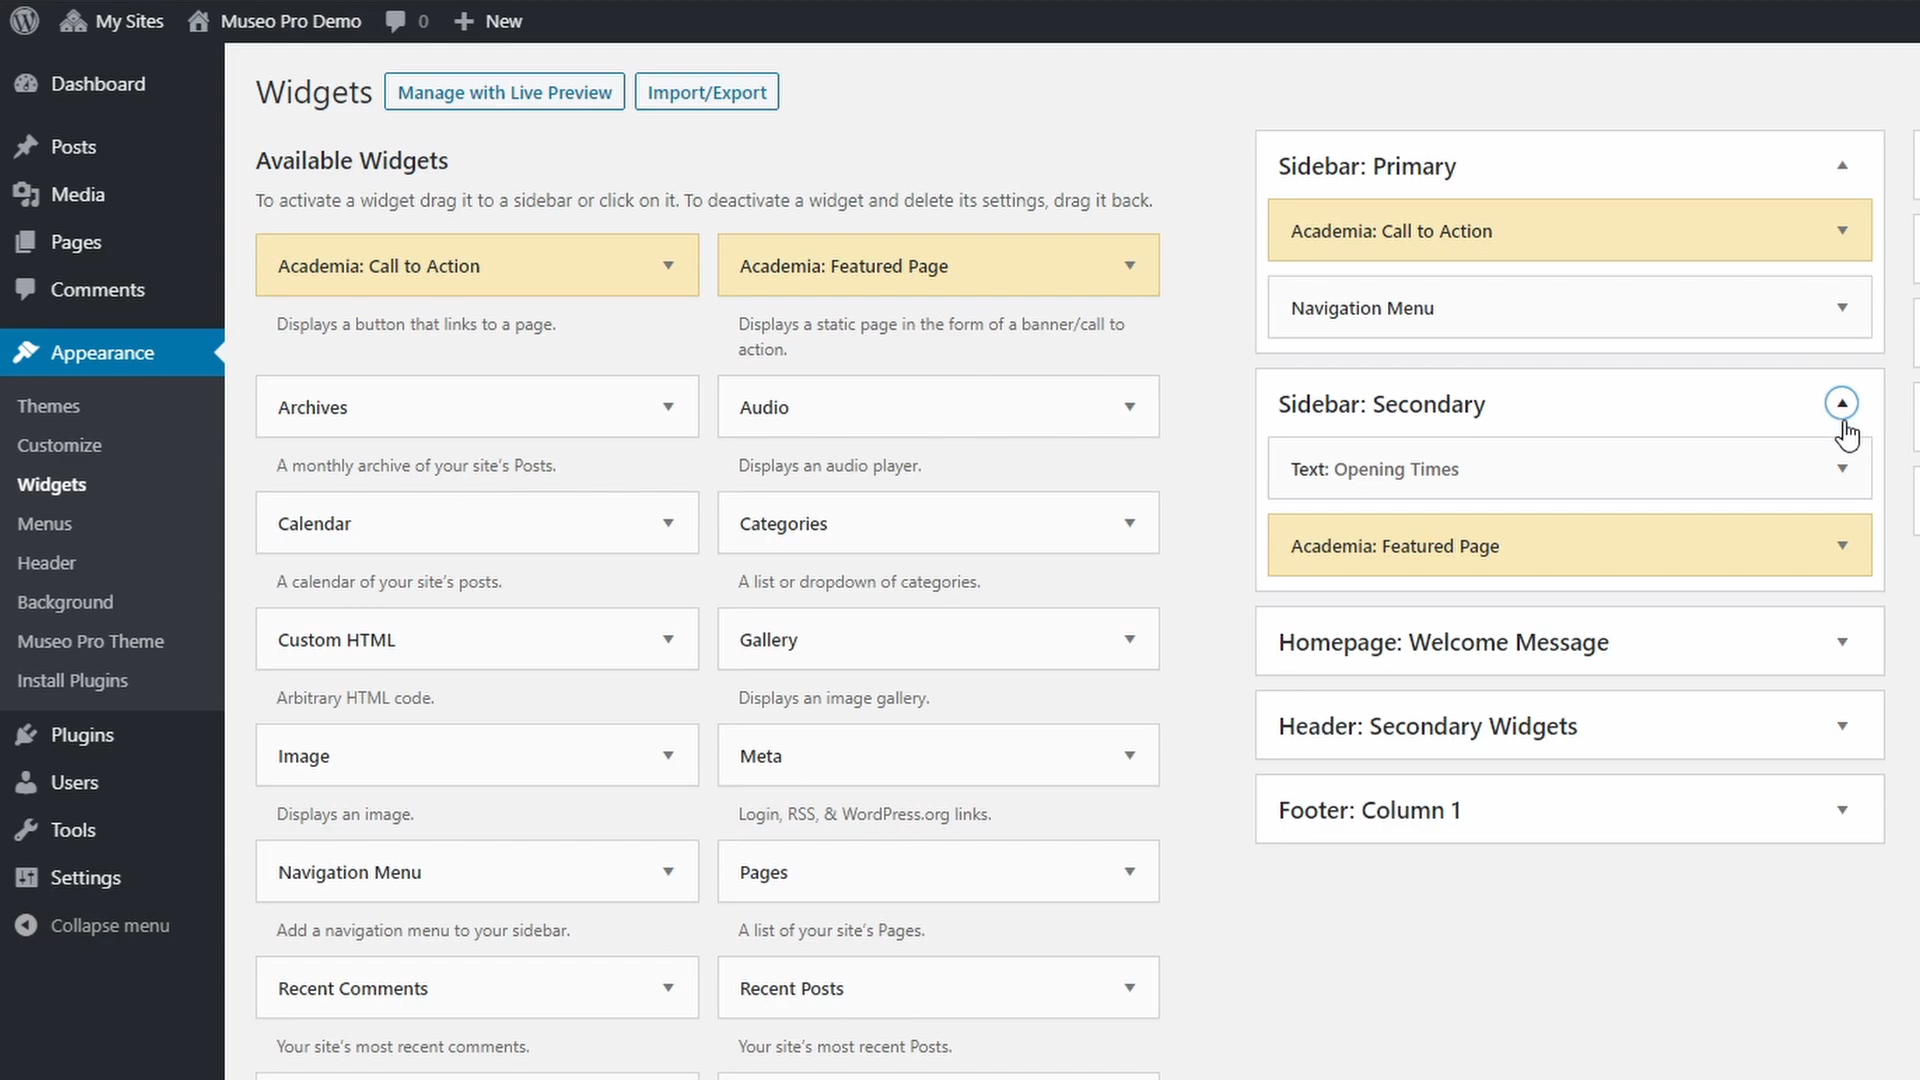 My Sites
Museo Pro Demo
0
New
Dashboard
Posts
Media
Pages
Comments
Appearance
Themes
Customize
Widgets
Menus
Header
Background
Museo Pro Theme
Install Plugins
Plugins
Users
Tools
Settings
Collapse menu
Widgets
Manage with Live Preview
Import/Export
Available Widgets
To activate a widget drag it to a sidebar or click on it. To deactivate a widget and delete its settings, drag it back.
Academia: Call to Action
Displays a button that links to a page.
Academia: Featured Page
Displays a static page in the form of a banner/call to
action.
Archives
A monthly archive of your site’s Posts.
Audio
Displays an audio player.
Calendar
A calendar of your site’s posts.
Categories
A list or dropdown of categories.
Custom HTML
Arbitrary HTML code.
Gallery
Displays an image gallery.
Image
Displays an image.
Meta
Login, RSS, & WordPress.org links.
Navigation Menu
Add a navigation menu to your sidebar.
Pages
A list of your site’s Pages.
Recent Comments
Your site’s most recent comments.
Recent Posts
Your site’s most recent Posts.
Sidebar: Primary
Academia: Call to Action
Navigation Menu
Sidebar: Secondary
Text: Opening Times
Academia: Featured Page
Homepage: Welcome Message
Header: Secondary Widgets
Footer: Column 1